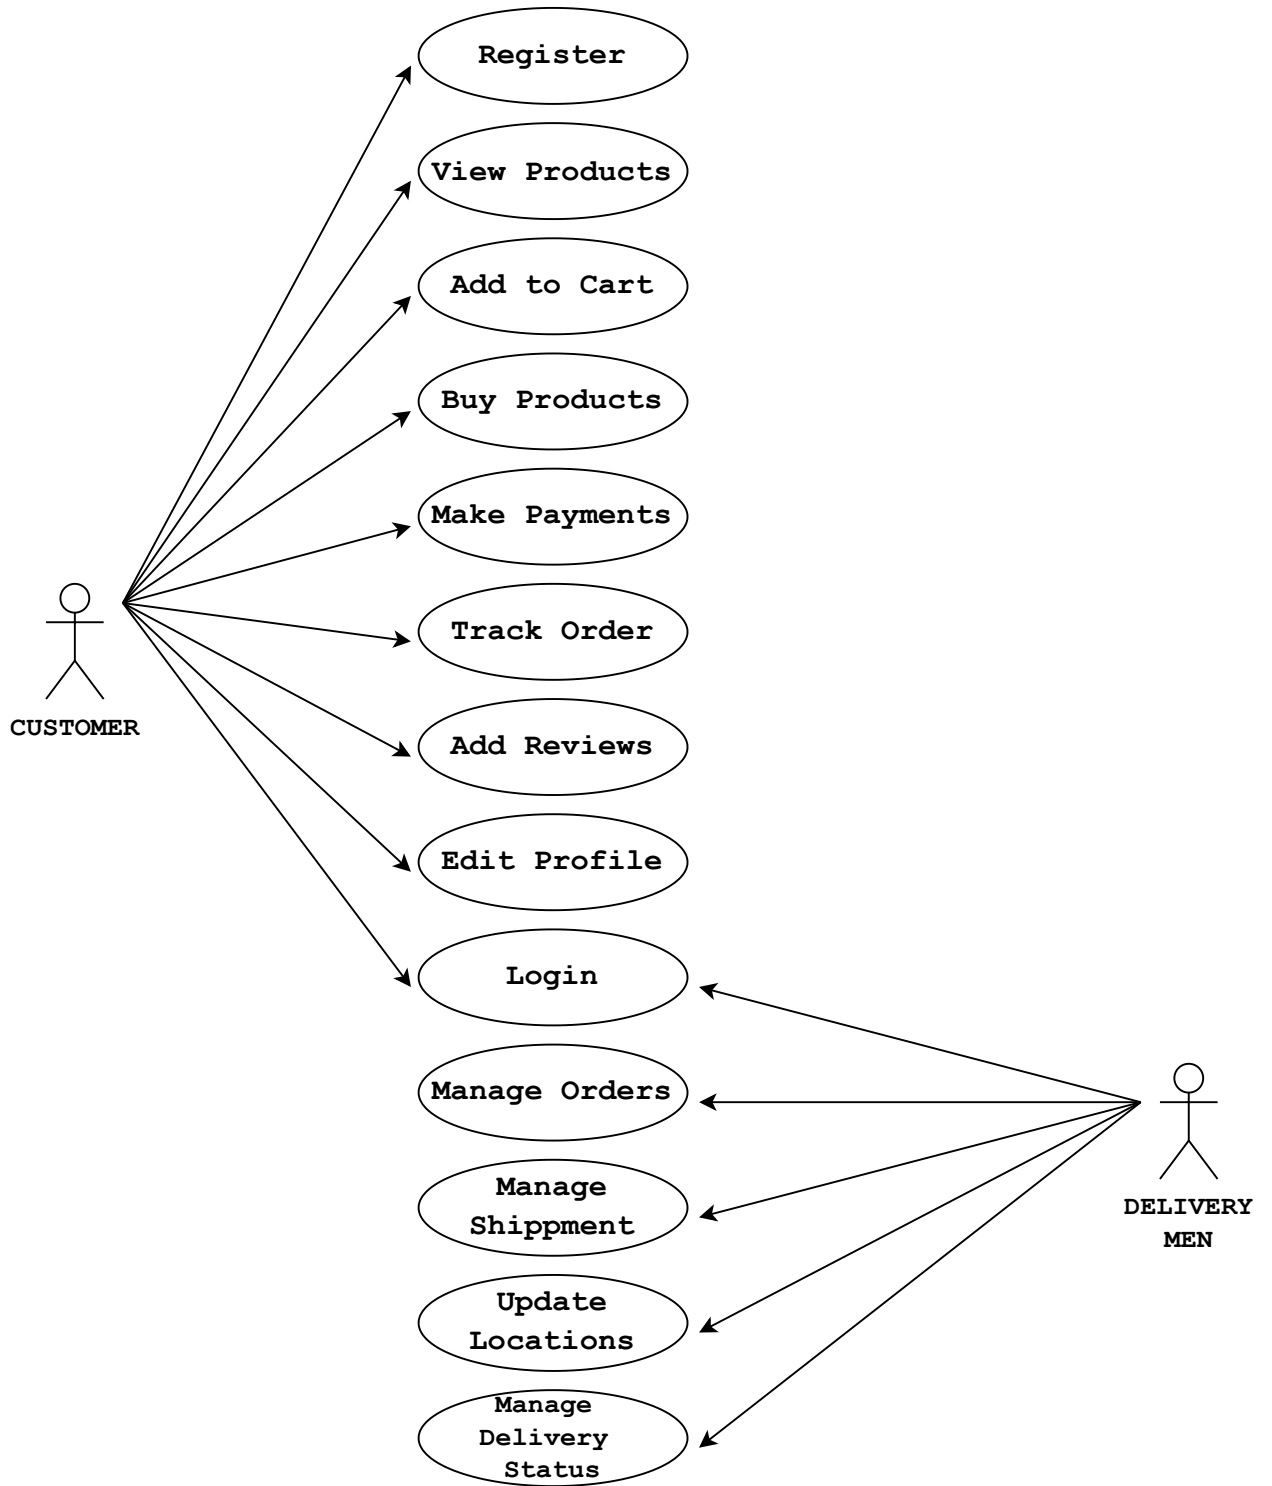 Register
View Products
Add to Cart
Buy Products
Make Payments
Track Order
CUSTOMER
Add Reviews
Edit Profile
Login
Manage Orders
Manage
Shippment
DELIVERY
MEN
Update
Locations
Manage
Delivery
Status